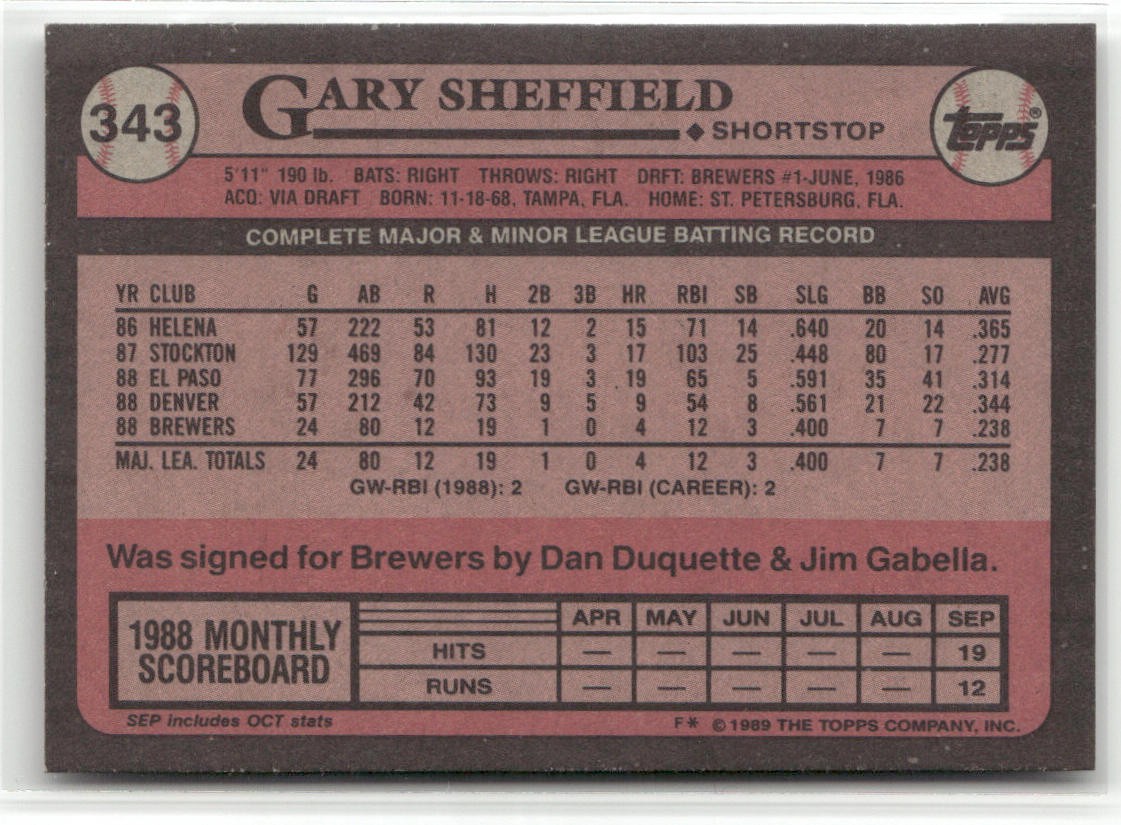 343
GARY SHEFFIELD
◆ SHORTSTOP
TOPPS®
5'11" 190 lb. BATS: RIGHT THROWS: RIGHT DRFT: BREWERS #1-JUNE, 1986
ACQ: VIA DRAFT BORN: 11-18-68, TAMPA, FLA. HOME: ST. PETERSBURG, FLA.
COMPLETE MAJOR & MINOR LEAGUE BATTING RECORD
YR CLUB G AB R H 2B 3B HR RBI SB SLG BB SO AVG
86 HELENA 57 222 53 81 12 2 15 71 14 .640 20 14 .365
87 STOCKTON 129 469 84 130 23 3 17 103 25 .448 80 17 .277
88 EL PASO 77 296 70 93 19 3 19 65 5 .591 35 41 .314
88 DENVER 57 212 42 73 9 5 9 54 8 .561 21 22 .344
88 BREWERS 24 80 12 19 1 0 4 12 3 .400 7 7 .238
MAJ. LEA. TOTALS 24 80 12 19 1 0 4 12 3 .400 7 7 .238
GW-RBI (1988): 2 GW-RBI (CAREER): 2
Was signed for Brewers by Dan Duquette & Jim Gabella.
1988 MONTHLY
SCOREBOARD
APR MAY JUN JUL AUG SEP
HITS — — — — — 19
RUNS — — — — — 12
SEP includes OCT stats
F* © 1989 THE TOPPS COMPANY, INC.